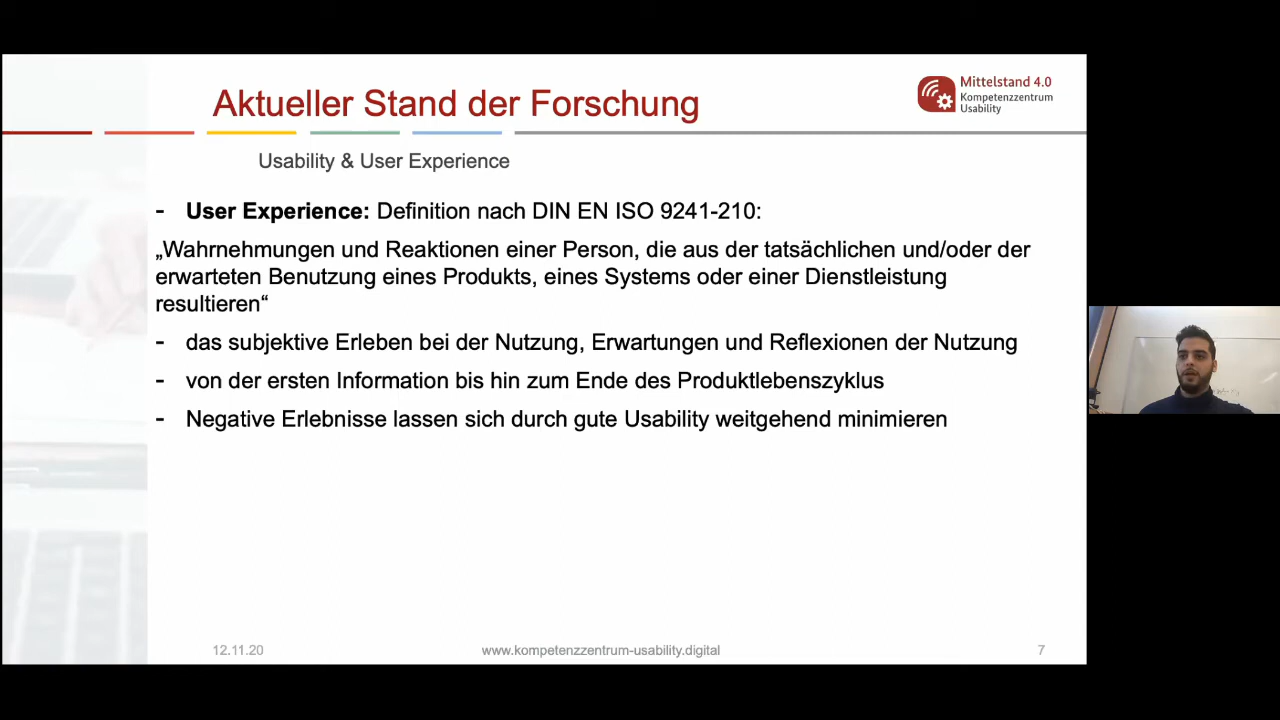 Aktueller Stand der Forschung
Mittelstand 4.0
Kompetenzzentrum
Usability
Usability & User Experience
- User Experience: Definition nach DIN EN ISO 9241-210:
„Wahrnehmungen und Reaktionen einer Person, die aus der tatsächlichen und/oder der
erwarteten Benutzung eines Produkts, eines Systems oder einer Dienstleistung
resultieren“
- das subjektive Erleben bei der Nutzung, Erwartungen und Reflexionen der Nutzung
- von der ersten Information bis hin zum Ende des Produktlebenszyklus
- Negative Erlebnisse lassen sich durch gute Usability weitgehend minimieren
12.11.20
www.kompetenzzentrum-usability.digital
7